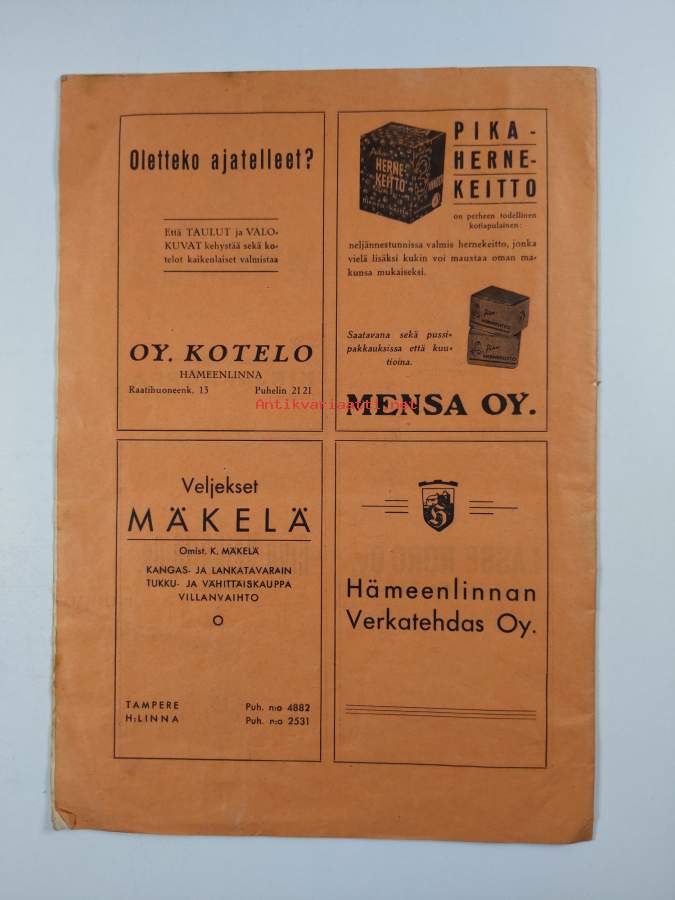 Oletteko ajatelleet?
Että TAULUT ja VALO-
KUVAT kehystää sekä ko-
telot kaikenlaiset valmistaa
OY. KOTELO
HÄMEENLINNA
Raatihuoneenk. 13 Puhelin 21 21
HERNE-
KEITTO
PIKA-
HERNE-
KEITTO
on perheen todellinen
kotiapulainen:
neljännestunnissa valmis hernekeitto, jonka
vielä lisäksi kukin voi maustaa oman ma-
kunsa mukaiseksi.
Saatavana sekä pussi-
pakkauksissa että kuu-
tioina.
MENSA OY.
Antikvariaatti.net
Veljekset
MÄKELÄ
Omist. K. MÄKELÄ
KANGAS- JA LANKATAVARAIN
TUKKU- JA VÄHITTÄISKAUPPA
VILLANVAIHTO
TAMPERE Puh. n:o 4882
H:LINNA Puh. n:o 2531
Hämeenlinnan
Verkatehdas Oy.